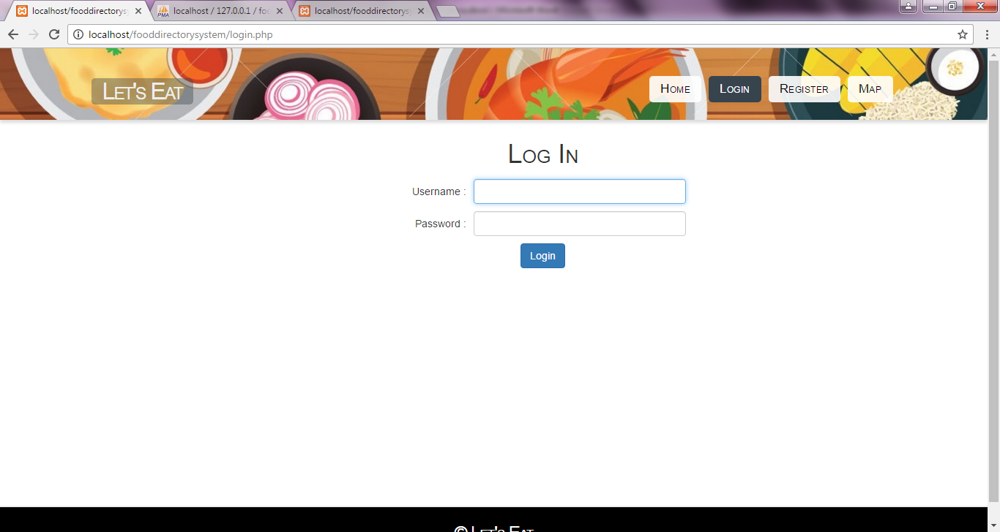 localhost/fooddirectorys
localhost / 127.0.0.1 / foo
localhost/fooddirectorys
localhost/fooddirectorysystem/login.php
Let's Eat
Home
Login
Register
Map
Log In
Username :
Password :
Login
© Let's Eat